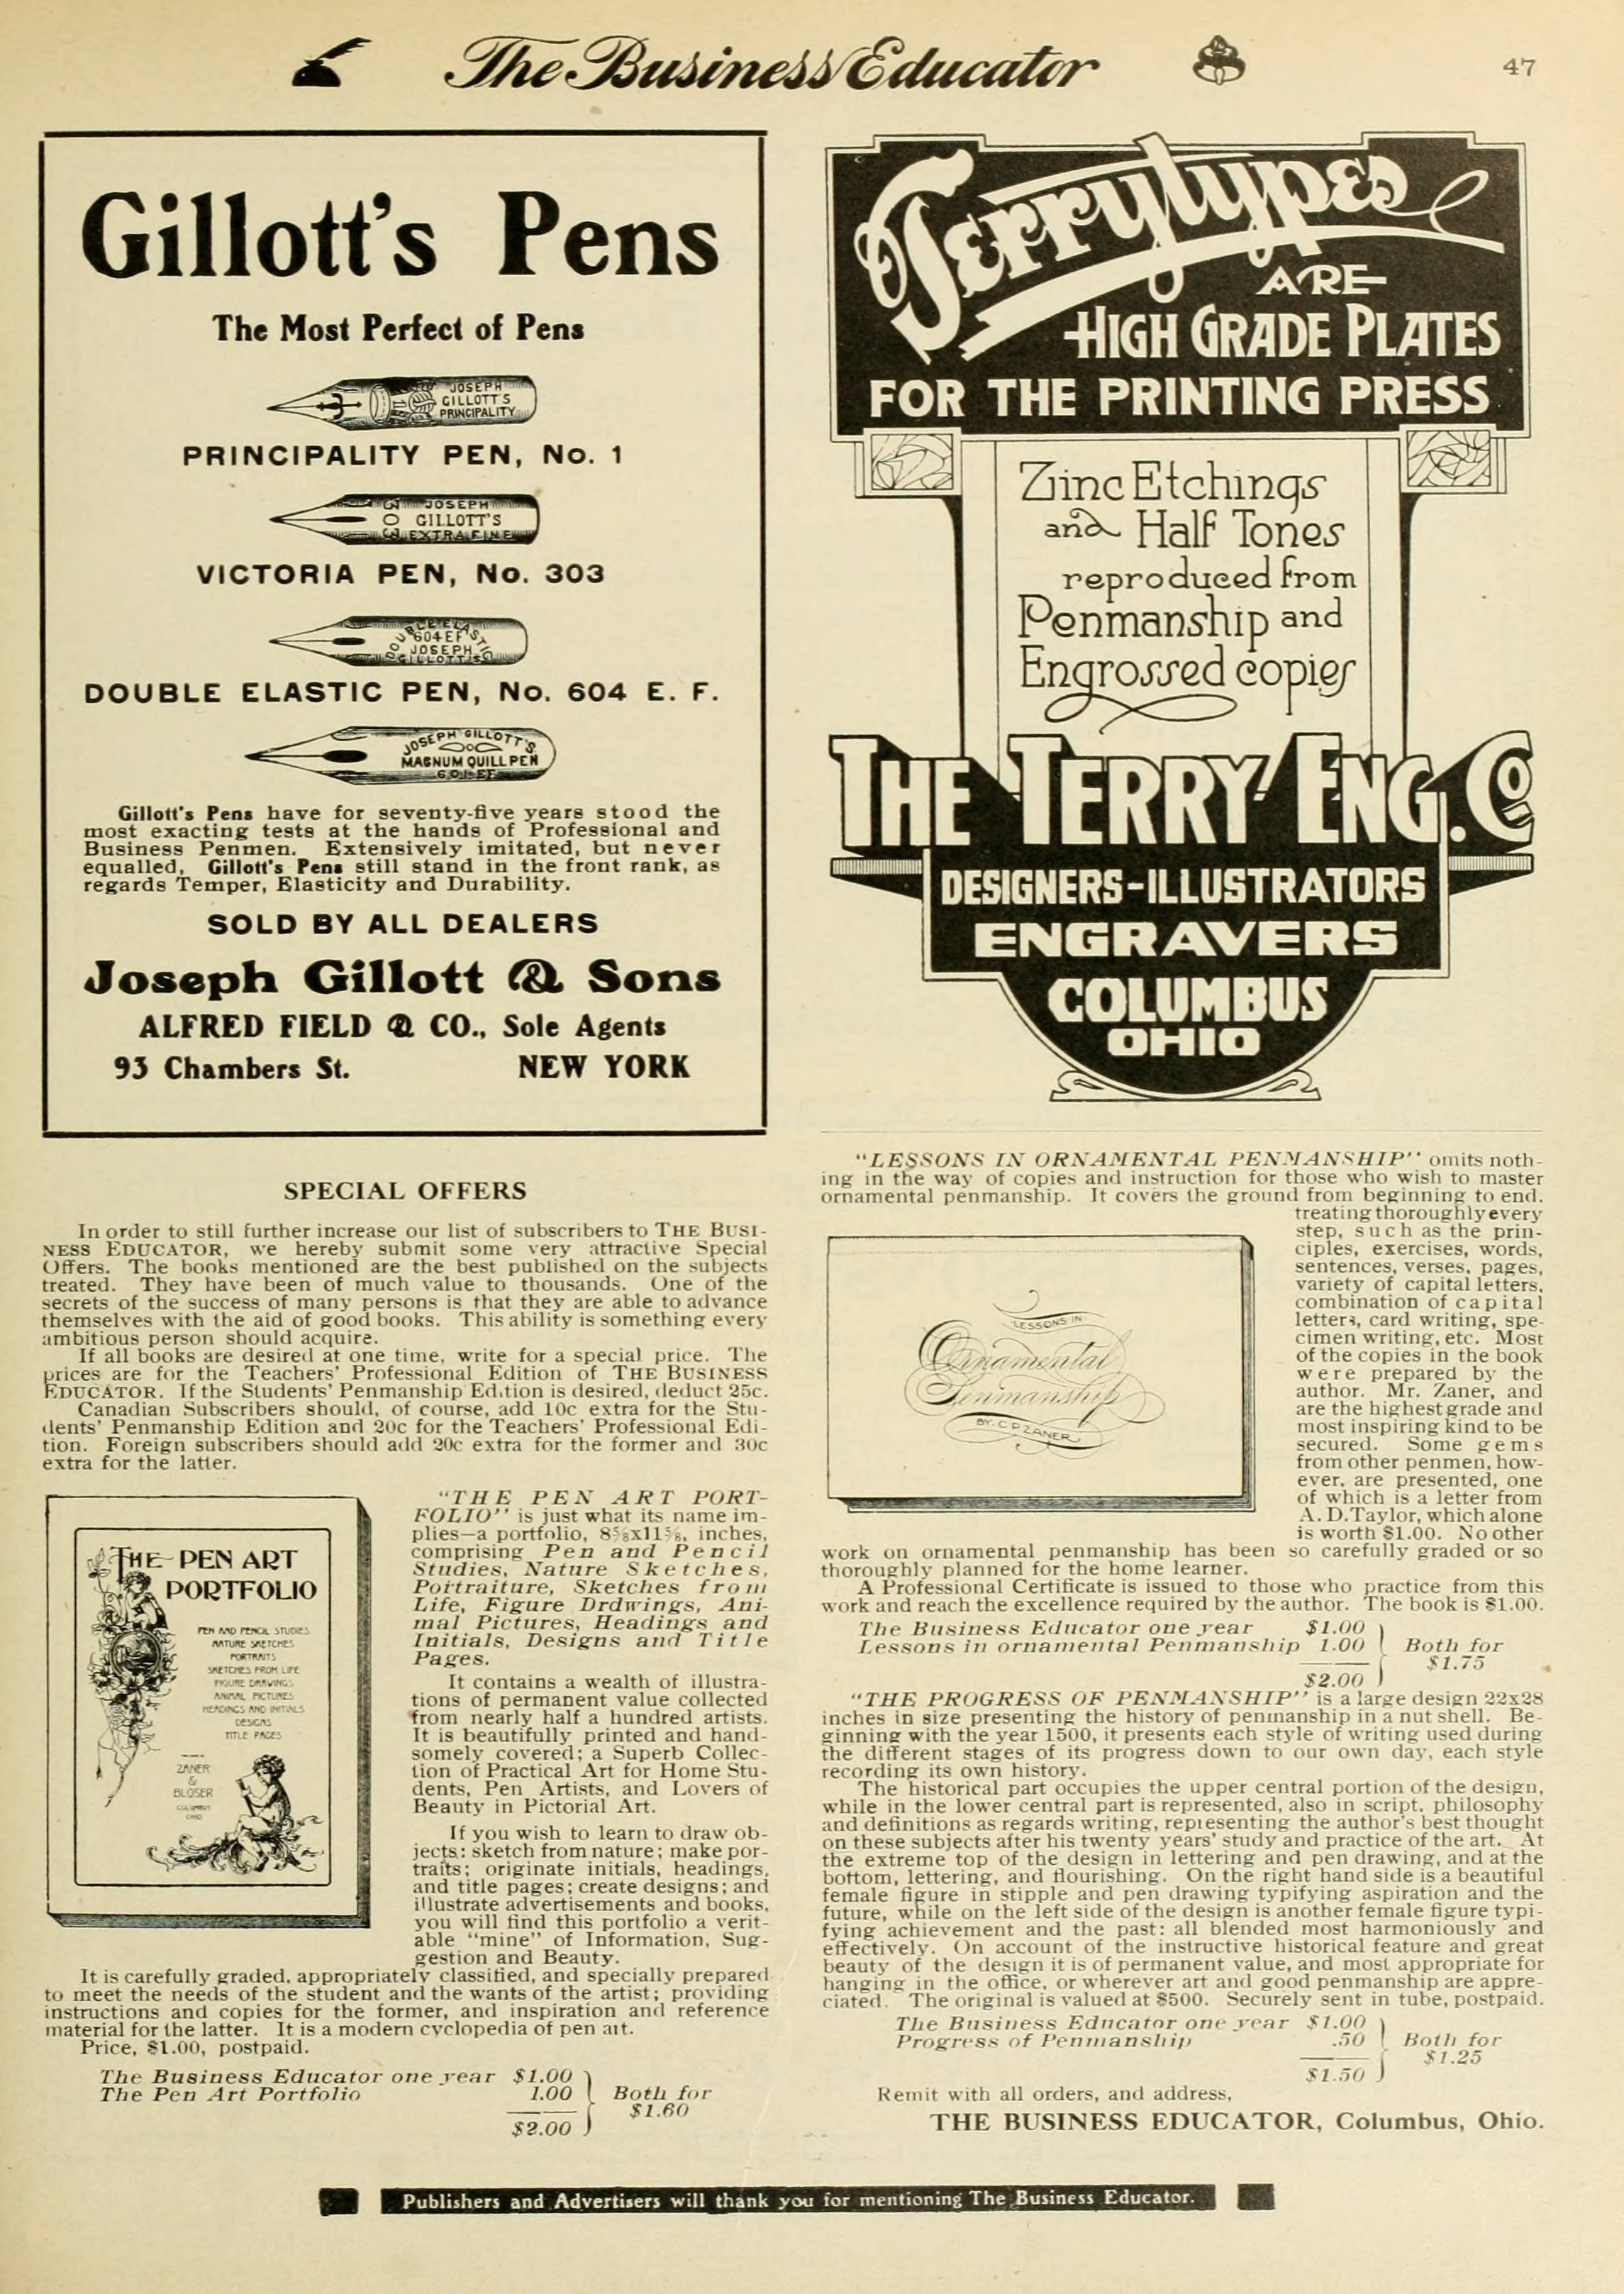 The Business Educator
47
Gillott's Pens
The Most Perfect of Pens
JOSEPH
GILLOTT'S
PRINCIPALITY
PRINCIPALITY PEN, No. 1
303
JOSEPH
GILLOTT'S
EXTRA FINE
VICTORIA PEN, No. 303
DOUBLE ELASTIC
604 EF
JOSEPH
GILLOTT'S
DOUBLE ELASTIC PEN, No. 604 E. F.
JOSEPH GILLOTT'S
MAGNUM QUILL PEN
601 EF
Gillott's Pens have for seventy-five years stood the
most exacting tests at the hands of Professional and
Business Penmen. Extensively imitated, but never
equalled, Gillott's Pens still stand in the front rank, as
regards Temper, Elasticity and Durability.
SOLD BY ALL DEALERS
Joseph Gillott & Sons
ALFRED FIELD & CO., Sole Agents
93 Chambers St. NEW YORK
Terrytypes
ARE
HIGH GRADE PLATES
FOR THE PRINTING PRESS
Zinc Etchings
and Half Tones
reproduced from
Penmanship and
Engrossed copies
THE TERRY ENG. Co
DESIGNERS-ILLUSTRATORS
ENGRAVERS
COLUMBUS
OHIO
SPECIAL OFFERS
In order to still further increase our list of subscribers to THE BUSI-
NESS EDUCATOR, we hereby submit some very attractive Special
Offers. The books mentioned are the best published on the subjects
treated. They have been of much value to thousands. One of the
secrets of the success of many persons is that they are able to advance
themselves with the aid of good books. This ability is something every
ambitious person should acquire.
If all books are desired at one time, write for a special price. The
prices are for the Teachers' Professional Edition of THE BUSINESS
EDUCATOR. If the Students' Penmanship Edition is desired, deduct 25c.
Canadian Subscribers should, of course, add 10c extra for the Stu-
dents' Penmanship Edition and 20c for the Teachers' Professional Edi-
tion. Foreign subscribers should add 20c extra for the former and 30c
extra for the latter.
THE PEN ART
PORTFOLIO
PEN AND PENCIL STUDIES
NATURE SKETCHES
PORTRAITS
SKETCHES FROM LIFE
FIGURE DRAWINGS
ANIMAL PICTURES
HEADINGS AND INITIALS
DESIGNS
TITLE PAGES
ZANER
&
BLOSER
COLUMBUS
OHIO
"THE PEN ART PORT-
FOLIO" is just what its name im-
plies—a portfolio, 8⅝x11⅝, inches,
comprising Pen and Pencil
Studies, Nature Sketches,
Portraiture, Sketches from
Life, Figure Drdwings, Ani-
mal Pictures, Headings and
Initials, Designs and Title
Pages.
It contains a wealth of illustra-
tions of permanent value collected
from nearly half a hundred artists.
It is beautifully printed and hand-
somely covered; a Superb Collec-
tion of Practical Art for Home Stu-
dents, Pen Artists, and Lovers of
Beauty in Pictorial Art.
If you wish to learn to draw ob-
jects: sketch from nature; make por-
traits; originate initials, headings,
and title pages; create designs; and
illustrate advertisements and books,
you will find this portfolio a verit-
able "mine" of Information, Sug-
gestion and Beauty.
It is carefully graded, appropriately classified, and specially prepared
to meet the needs of the student and the wants of the artist; providing
instructions and copies for the former, and inspiration and reference
material for the latter. It is a modern cyclopedia of pen art.
Price, $1.00, postpaid.
The Business Educator one year $1.00
The Pen Art Portfolio 1.00
Both for
$1.60
$2.00
"LESSONS IN ORNAMENTAL PENMANSHIP" omits noth-
ing in the way of copies and instruction for those who wish to master
ornamental penmanship. It covers the ground from beginning to end.
treating thoroughly every
step, such as the prin-
ciples, exercises, words,
sentences, verses, pages,
variety of capital letters,
combination of capital
letters, card writing, spe-
cimen writing, etc. Most
of the copies in the book
were prepared by the
author. Mr. Zaner, and
are the highest grade and
most inspiring kind to be
secured. Some gems
from other penmen, how-
ever, are presented, one
of which is a letter from
A. D. Taylor, which alone
is worth $1.00. No other
LESSONS IN
Ornamental
Penmanship
BY C P ZANER
work on ornamental penmanship has been so carefully graded or so
thoroughly planned for the home learner.
A Professional Certificate is issued to those who practice from this
work and reach the excellence required by the author. The book is $1.00.
The Business Educator one year $1.00
Lessons in ornamental Penmanship 1.00
Both for
$1.75
$2.00
"THE PROGRESS OF PENMANSHIP" is a large design 22x28
inches in size presenting the history of penmanship in a nut shell. Be-
ginning with the year 1500, it presents each style of writing used during
the different stages of its progress down to our own day, each style
recording its own history.
The historical part occupies the upper central portion of the design,
while in the lower central part is represented, also in script, philosophy
and definitions as regards writing, representing the author's best thought
on these subjects after his twenty years' study and practice of the art. At
the extreme top of the design in lettering and pen drawing, and at the
bottom, lettering, and flourishing. On the right hand side is a beautiful
female figure in stipple and pen drawing typifying aspiration and the
future, while on the left side of the design is another female figure typi-
fying achievement and the past: all blended most harmoniously and
effectively. On account of the instructive historical feature and great
beauty of the design it is of permanent value, and most appropriate for
hanging in the office, or wherever art and good penmanship are appre-
ciated. The original is valued at $500. Securely sent in tube, postpaid.
The Business Educator one year $1.00
Progress of Penmanship .50
Both for
$1.25
$1.50
Remit with all orders, and address,
THE BUSINESS EDUCATOR, Columbus, Ohio.
Publishers and Advertisers will thank you for mentioning The Business Educator.